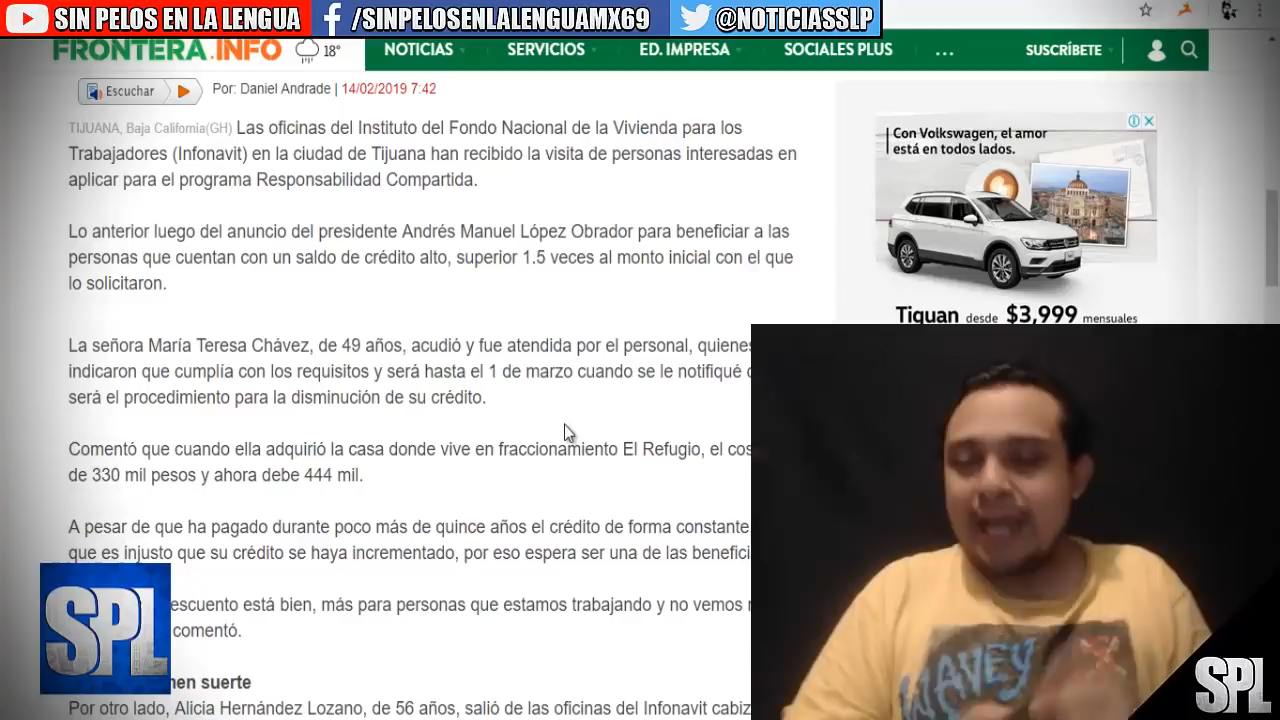 SIN PELOS EN LA LENGUA
/SINPELOSENLALENGUAMX69
@NOTICIASSLP
FRONTERA.INFO
18°
NOTICIAS
SERVICIOS
ED. IMPRESA
SOCIALES PLUS
...
SUSCRÍBETE
Escuchar
Por: Daniel Andrade | 14/02/2019 7:42
TIJUANA, Baja California(GH) Las oficinas del Instituto del Fondo Nacional de la Vivienda para los
Trabajadores (Infonavit) en la ciudad de Tijuana han recibido la visita de personas interesadas en
aplicar para el programa Responsabilidad Compartida.
Lo anterior luego del anuncio del presidente Andrés Manuel López Obrador para beneficiar a las
personas que cuentan con un saldo de crédito alto, superior 1.5 veces al monto inicial con el que
lo solicitaron.
La señora María Teresa Chávez, de 49 años, acudió y fue atendida por el personal, quienes
indicaron que cumplía con los requisitos y será hasta el 1 de marzo cuando se le notifiqué
será el procedimiento para la disminución de su crédito.
Comentó que cuando ella adquirió la casa donde vive en fraccionamiento El Refugio, el
de 330 mil pesos y ahora debe 444 mil.
A pesar de que ha pagado durante poco más de quince años el crédito de forma constante
que es injusto que su crédito se haya incrementado, por eso espera ser una de las
escuento está bien, más para personas que estamos trabajando y no vemos
comentó.
suerte
Por otro lado, Alicia Hernández Lozano, de 56 años, salió de las oficinas del Infonavit
Con Volkswagen, el amor
está en todos lados.
Tiguan desde $3,999 mensuales
WAVEY
SPL
SPL